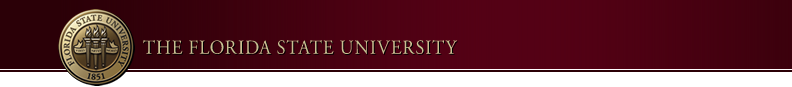 FLORIDA STATE UNIVERSITY
1851
THE FLORIDA STATE UNIVERSITY